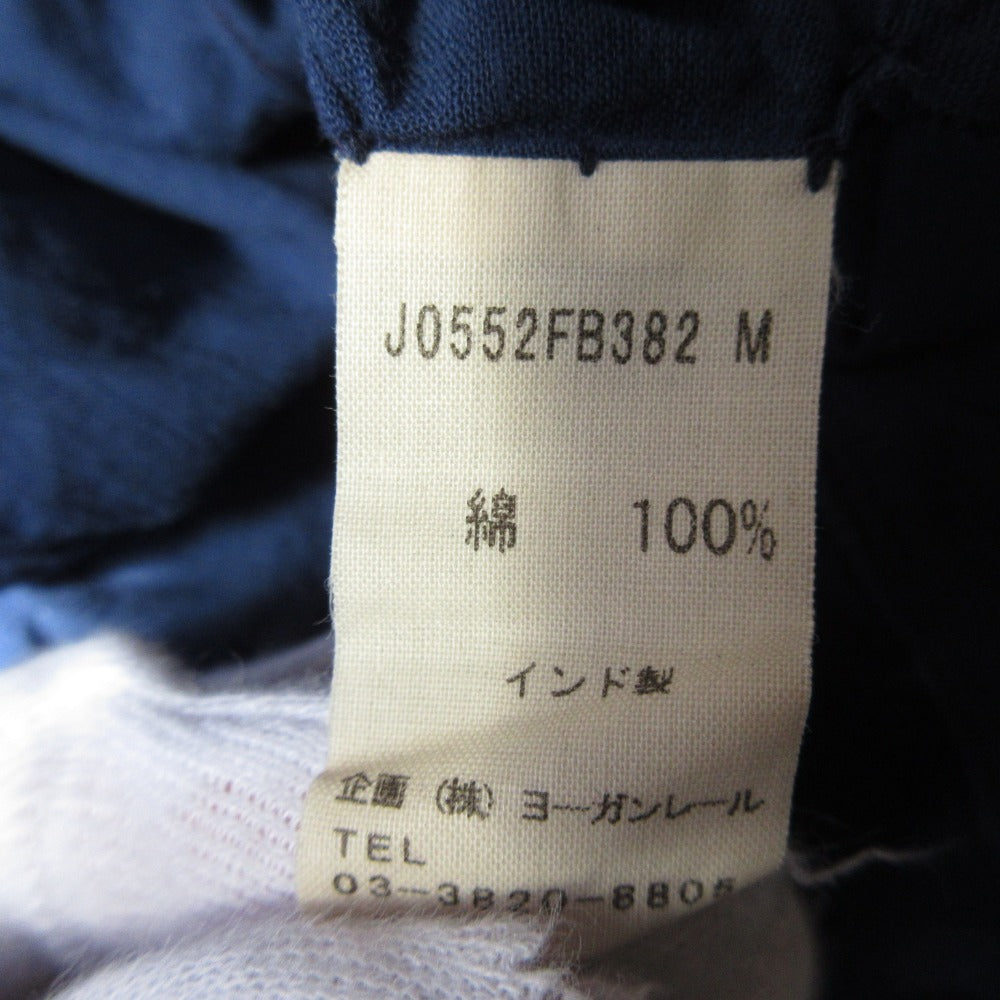 J0552FB382 M
綿 100%
インド製
企画 (株) ヨーガンレール
TEL
03-3820-8805